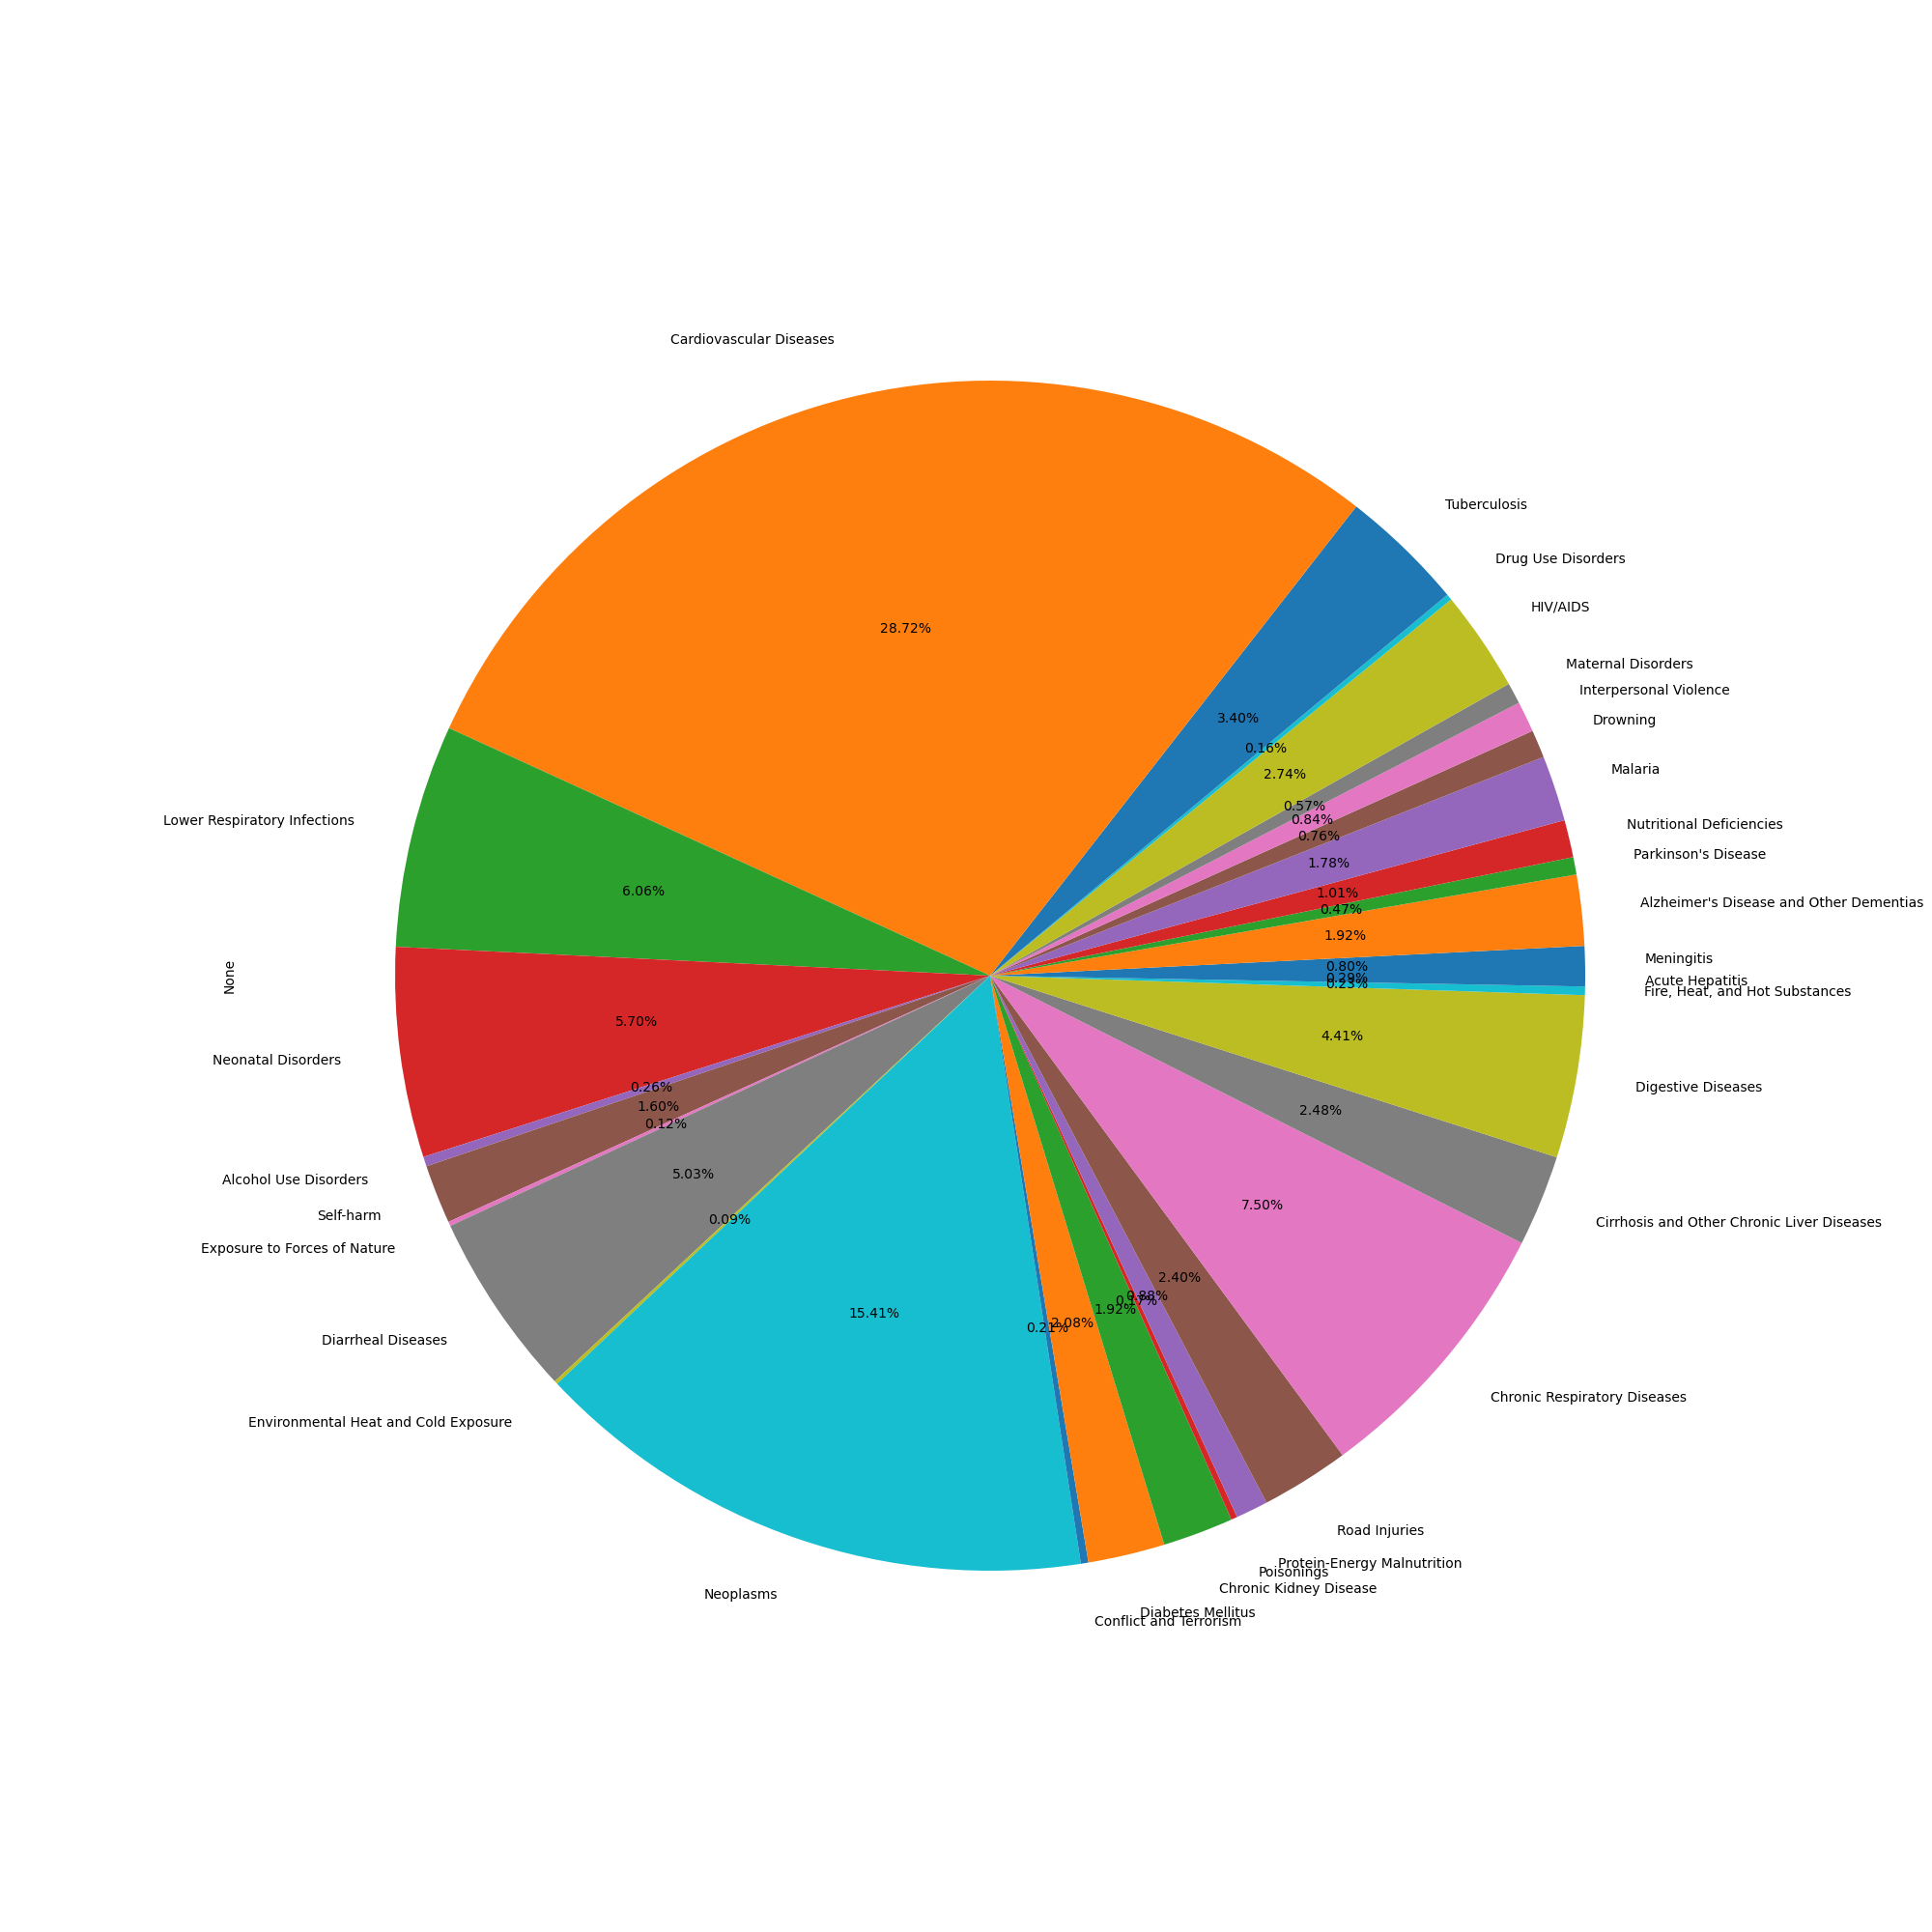 Cardiovascular Diseases
Tuberculosis
Drug Use Disorders
HIV/AIDS
28.72%
Maternal Disorders
Interpersonal Violence
Drowning
3.40%
0.16%
Malaria
2.74%
0.57%
0.84%
Lower Respiratory Infections
Nutritional Deficiencies
0.76%
Parkinson's Disease
1.78%
6.06%
1.01%
Alzheimer's Disease and Other Dementias
0.47%
1.92%
Meningitis
0.80%
None
0.29%
Acute Hepatitis
0.23%
Fire, Heat, and Hot Substances
5.70%
4.41%
Neonatal Disorders
0.26%
Digestive Diseases
1.60%
2.48%
0.12%
5.03%
Alcohol Use Disorders
7.50%
Self-harm
0.09%
Cirrhosis and Other Chronic Liver Diseases
Exposure to Forces of Nature
2.40%
0.88%
0.17%
1.92%
15.41%
2.08%
0.21%
Diarrheal Diseases
Chronic Respiratory Diseases
Environmental Heat and Cold Exposure
Road Injuries
Protein-Energy Malnutrition
Poisonings
Chronic Kidney Disease
Neoplasms
Diabetes Mellitus
Conflict and Terrorism